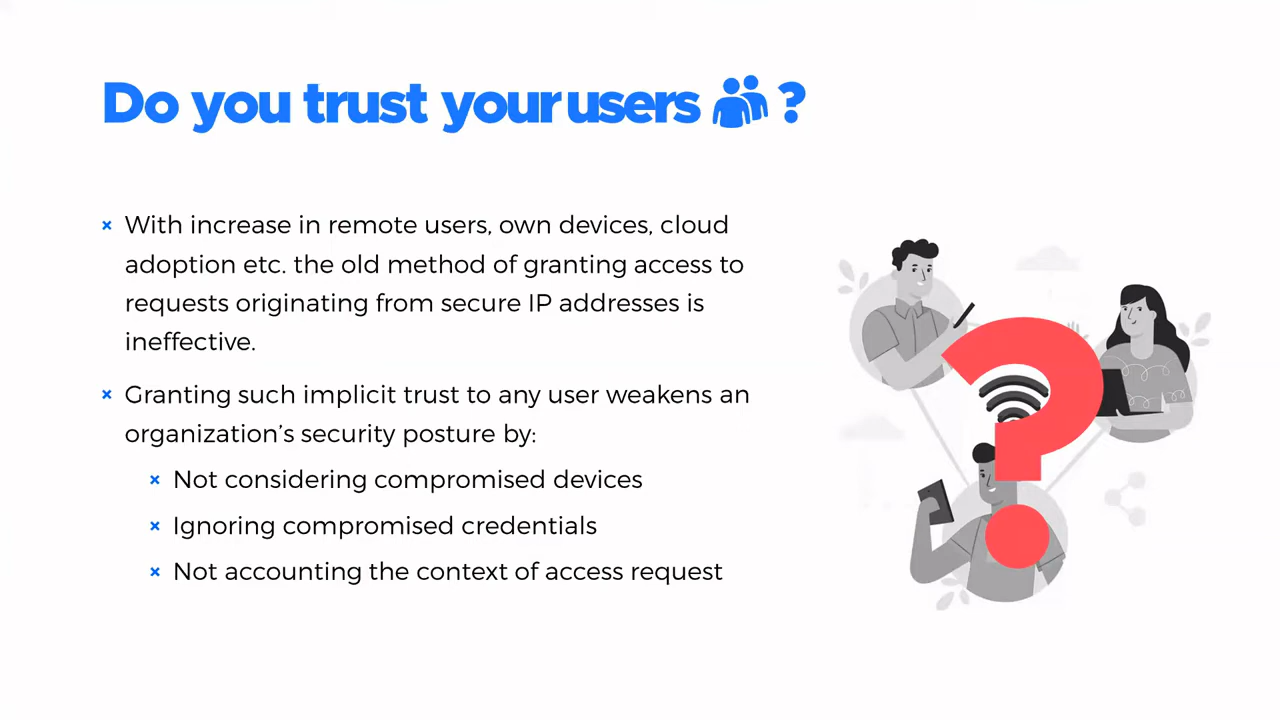 Do you trust your users ?
With increase in remote users, own devices, cloud
adoption etc. the old method of granting access to
requests originating from secure IP addresses is
ineffective.
Granting such implicit trust to any user weakens an
organization’s security posture by:
Not considering compromised devices
Ignoring compromised credentials
Not accounting the context of access request